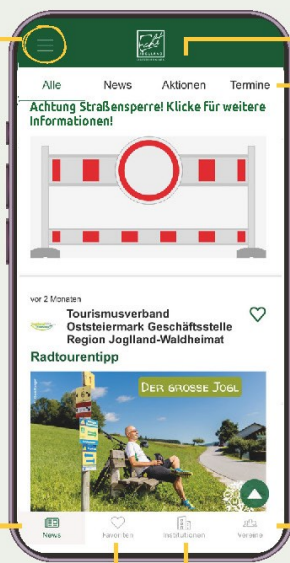 Alle News Aktionen Termine
Achtung Straßensperre! Klicke für weitere
Informationen!
vor 2 Monaten
Tourismusverband
Oststeiermark Geschäftsstelle
Region Joglland-Waldheimat
Radtourentipp
DER GROSSE JOGL
News Favoriten Institutionen Vereine